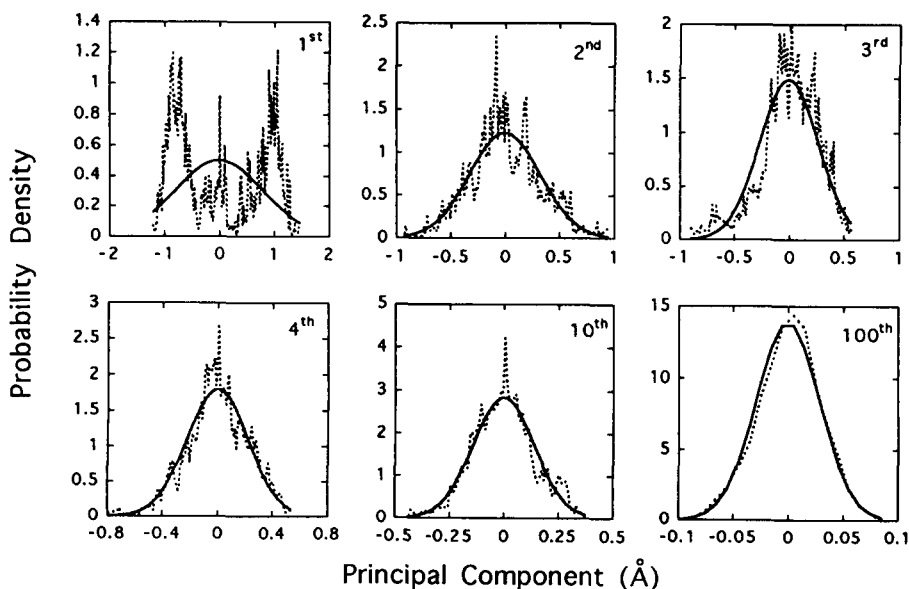 Probability Density
1st
1.4
1.2
1
0.8
0.6
0.4
0.2
0
-2 -1 0 1 2
2nd
2.5
2
1.5
1
0.5
0
-1 -0.5 0 0.5 1
3rd
2
1.5
1
0.5
0
-1 -0.5 0 0.5 1
4th
3
2.5
2
1.5
1
0.5
0
-0.8 -0.4 0 0.4 0.8
10th
5
4
3
2
1
0
-0.5 -0.25 0 0.25 0.5
100th
15
10
5
0
-0.1 -0.05 0 0.05 0.1
Principal Component (Å)